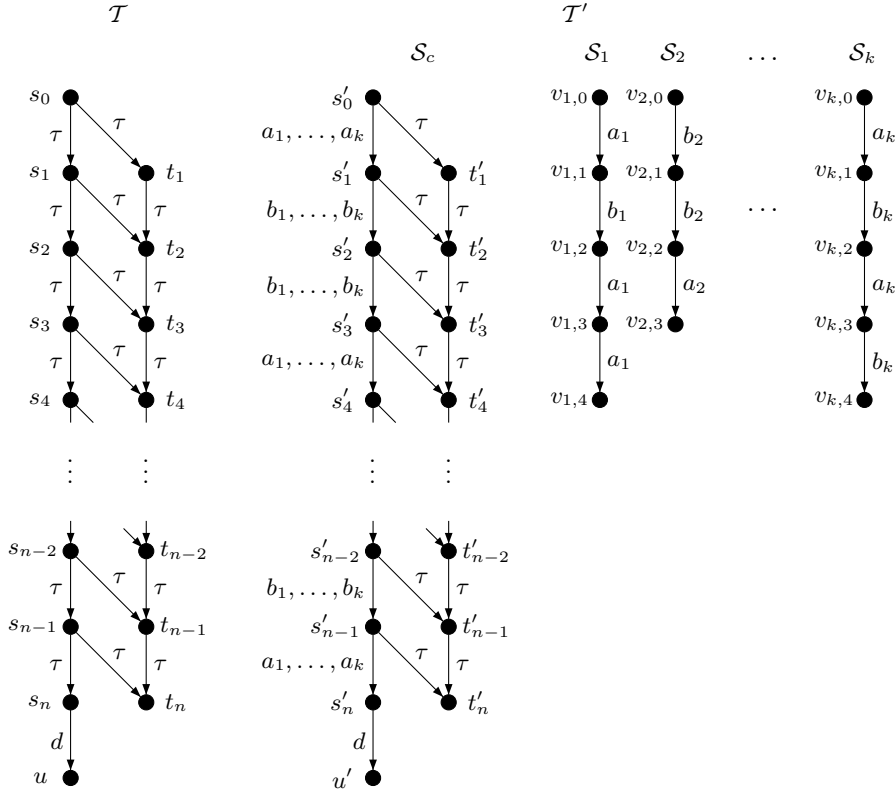 𝒯 𝒯′
𝒮_c 𝒮_1 𝒮_2 … 𝒮_k
s_0 s′_0 v_{1,0} v_{2,0} v_{k,0}
τ τ a_1, …, a_k τ a_1 b_2 a_k
s_1 t_1 s′_1 t′_1 v_{1,1} v_{2,1} … v_{k,1}
τ τ τ b_1, …, b_k τ τ b_1 b_2 b_k
s_2 t_2 s′_2 t′_2 v_{1,2} v_{2,2} v_{k,2}
τ τ τ b_1, …, b_k τ τ a_1 a_2 a_k
s_3 t_3 s′_3 t′_3 v_{1,3} v_{2,3} v_{k,3}
τ τ τ a_1, …, a_k τ τ a_1 b_k
s_4 t_4 s′_4 t′_4 v_{1,4} v_{k,4}
⋮ ⋮ ⋮ ⋮
s_{n−2} t_{n−2} s′_{n−2} t′_{n−2}
τ τ τ b_1, …, b_k τ τ
s_{n−1} t_{n−1} s′_{n−1} t′_{n−1}
τ τ τ a_1, …, a_k τ τ
s_n t_n s′_n t′_n
d d
u u′